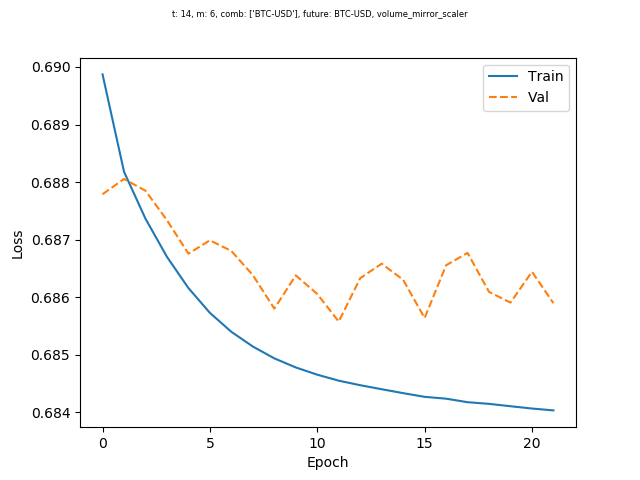 t: 14, m: 6, comb: ['BTC-USD'], future: BTC-USD, volume_mirror_scaler
0.690
0.689
0.688
0.687
0.686
0.685
0.684
Loss
Train
Val
0
5
10
15
20
Epoch